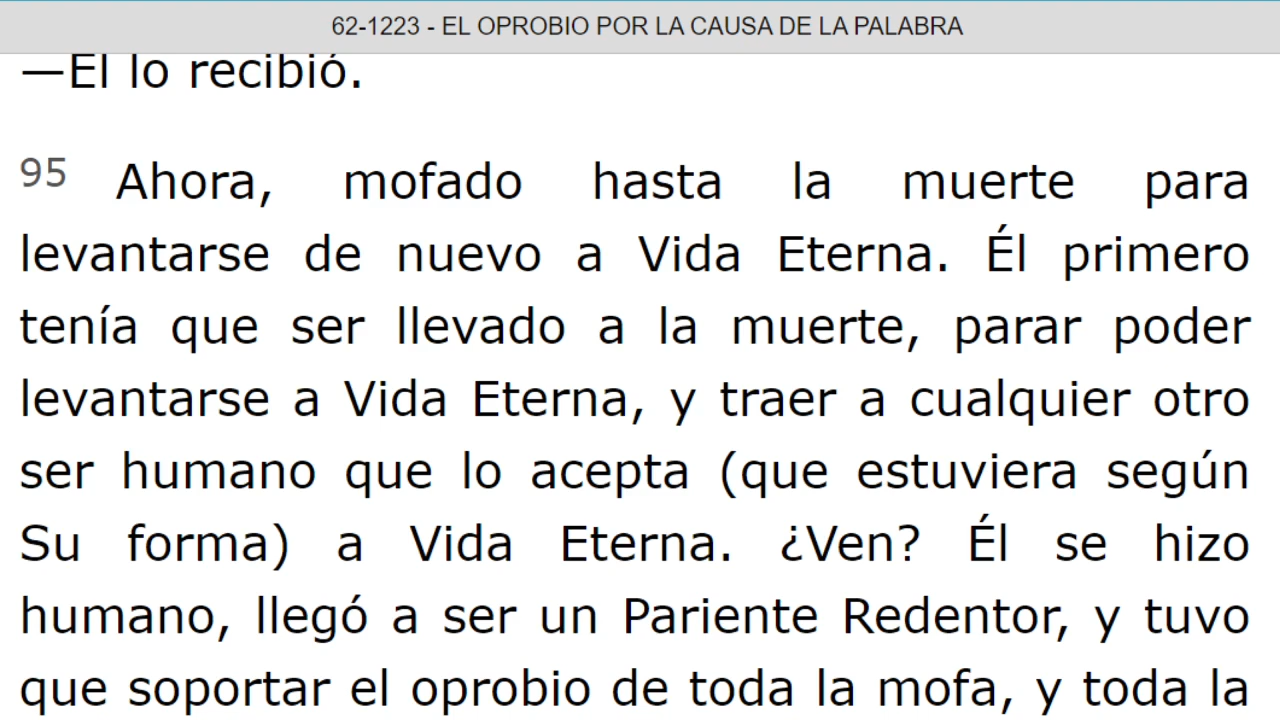 62-1223 - EL OPROBIO POR LA CAUSA DE LA PALABRA
—Él lo recibió.
95 Ahora, mofado hasta la muerte para
levantarse de nuevo a Vida Eterna. Él primero
tenía que ser llevado a la muerte, parar poder
levantarse a Vida Eterna, y traer a cualquier otro
ser humano que lo acepta (que estuviera según
Su forma) a Vida Eterna. ¿Ven? Él se hizo
humano, llegó a ser un Pariente Redentor, y tuvo
que soportar el oprobio de toda la mofa, y toda la